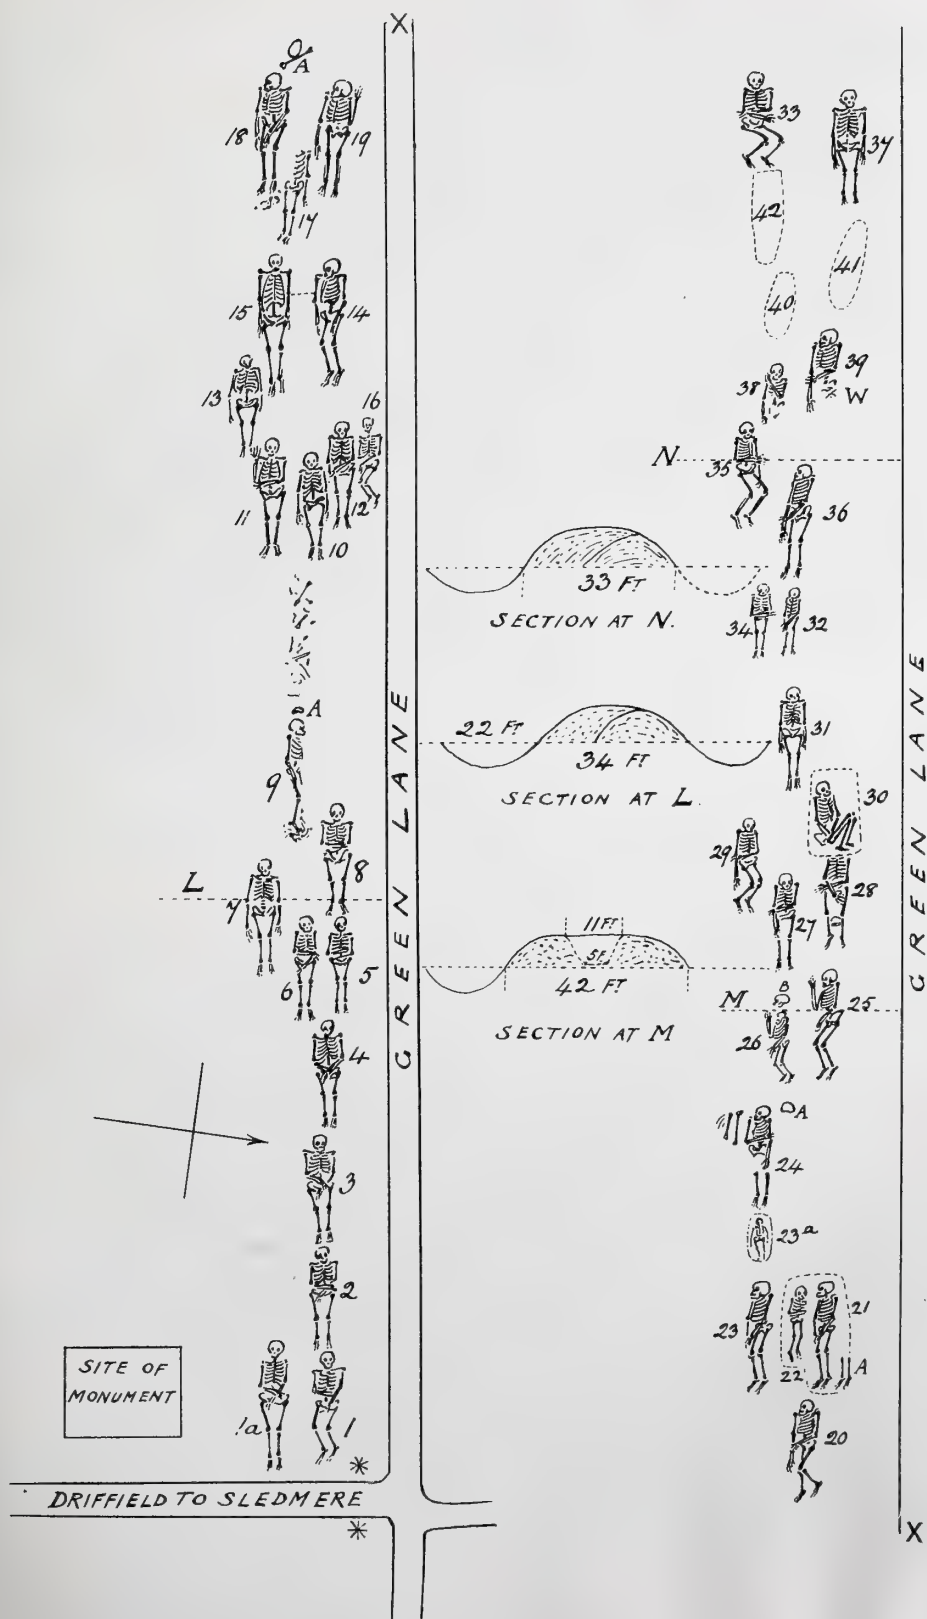 X
A
18
19
17
15
14
13
16
11
12
10
A
9
8
L
7
6
5
4
3
2
1a
1
SITE OF
MONUMENT
DRIFFIELD TO SLEDMERE
*
*
GREEN LANE
33 FT
SECTION AT N.
22 FT
34 FT
SECTION AT L.
11 FT
5 F.
42 FT
SECTION AT M
33
37
42
41
40
39
38
W
N
35
36
34
32
31
30
29
28
27
B
M
25
26
A
24
23a
23
21
22
A
20
X
GREEN LANE